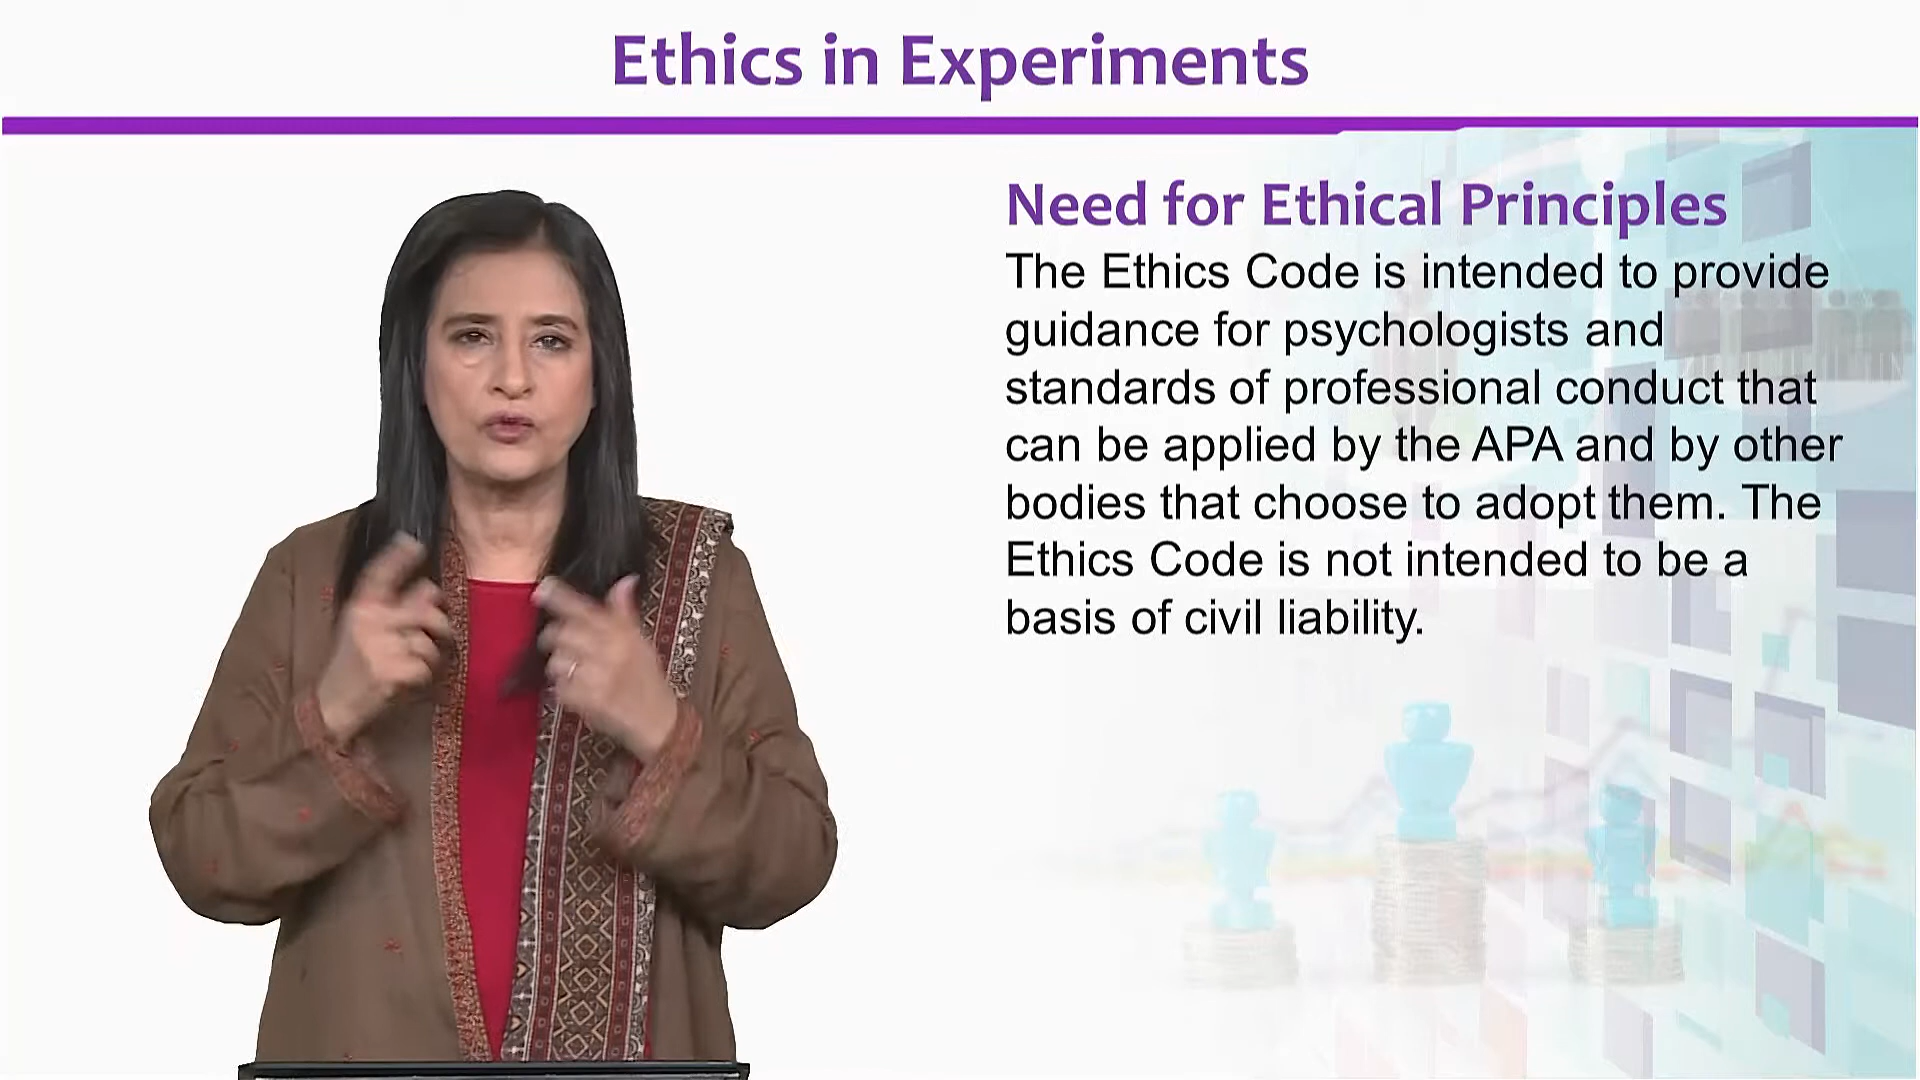 Ethics in Experiments
Need for Ethical Principles
The Ethics Code is intended to provide
guidance for psychologists and
standards of professional conduct that
can be applied by the APA and by other
bodies that choose to adopt them. The
Ethics Code is not intended to be a
basis of civil liability.